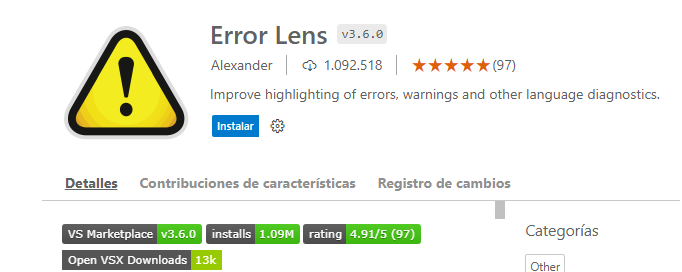 Error Lens v3.6.0
Alexander 1.092.518 (97)
Improve highlighting of errors, warnings and other language diagnostics.
Instalar
Detalles Contribuciones de características Registro de cambios
VS Marketplace v3.6.0 installs 1.09M rating 4.91/5 (97)
Open VSX Downloads 13k
Categorías
Other